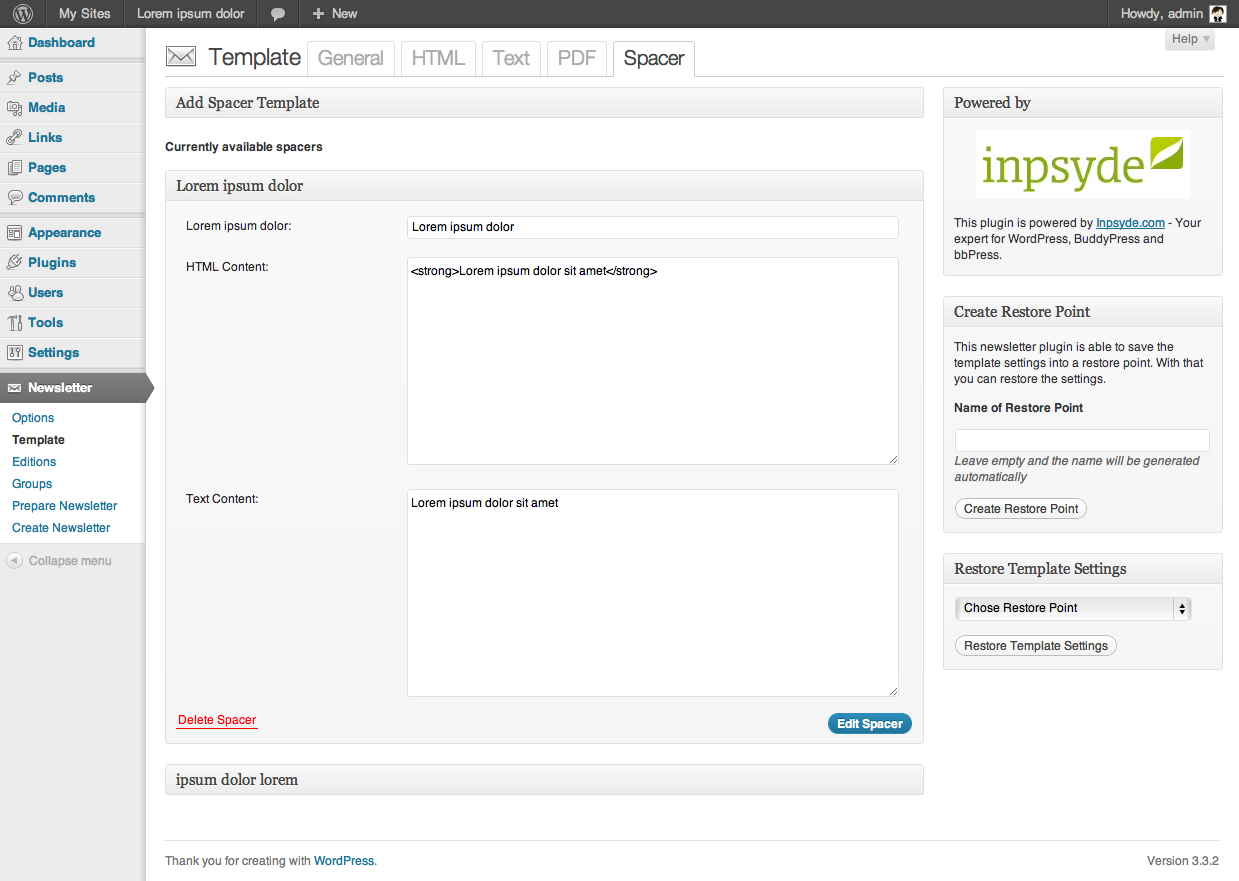 My Sites
Lorem ipsum dolor
New
Howdy, admin
Dashboard
Posts
Media
Links
Pages
Comments
Appearance
Plugins
Users
Tools
Settings
Newsletter
Options
Template
Editions
Groups
Prepare Newsletter
Create Newsletter
Collapse menu
Help
Template
General
HTML
Text
PDF
Spacer
Add Spacer Template
Currently available spacers
Lorem ipsum dolor
Lorem ipsum dolor:
Lorem ipsum dolor
HTML Content:
<strong>Lorem ipsum dolor sit amet</strong>
Text Content:
Lorem ipsum dolor sit amet
Delete Spacer
Edit Spacer
ipsum dolor lorem
Powered by
inpsyde
This plugin is powered by Inpsyde.com - Your
expert for WordPress, BuddyPress and
bbPress.
Create Restore Point
This newsletter plugin is able to save the
template settings into a restore point. With that
you can restore the settings.
Name of Restore Point
Leave empty and the name will be generated
automatically
Create Restore Point
Restore Template Settings
Chose Restore Point
Restore Template Settings
Thank you for creating with WordPress.
Version 3.3.2